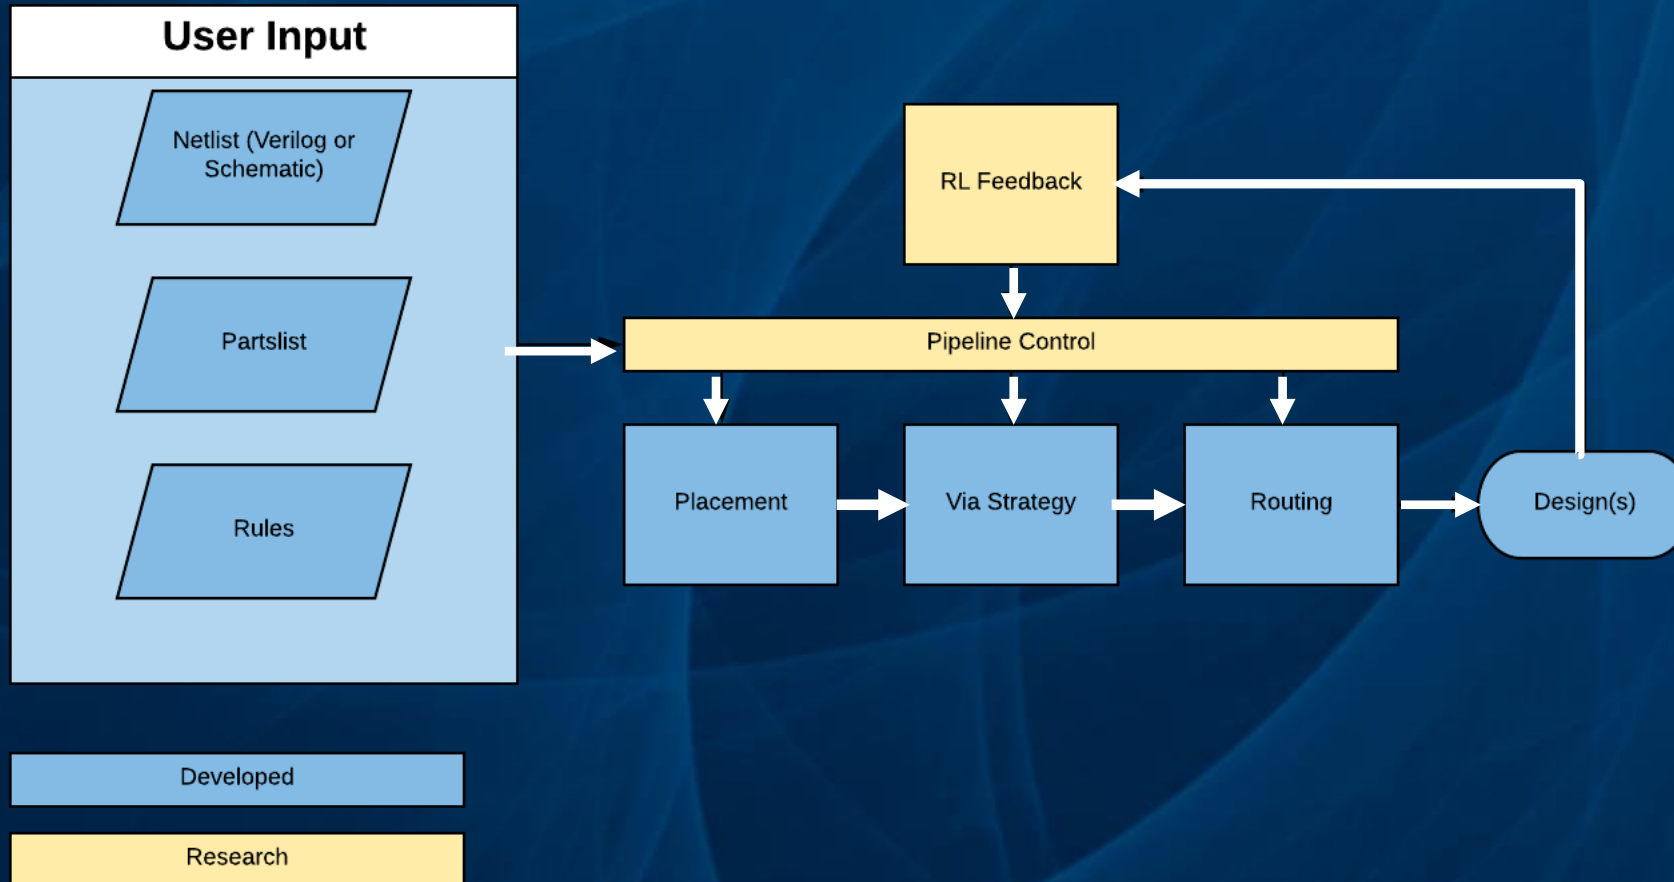 User Input
Netlist (Verilog or
Schematic)
Partslist
Rules
RL Feedback
Pipeline Control
Placement
Via Strategy
Routing
Design(s)
Developed
Research